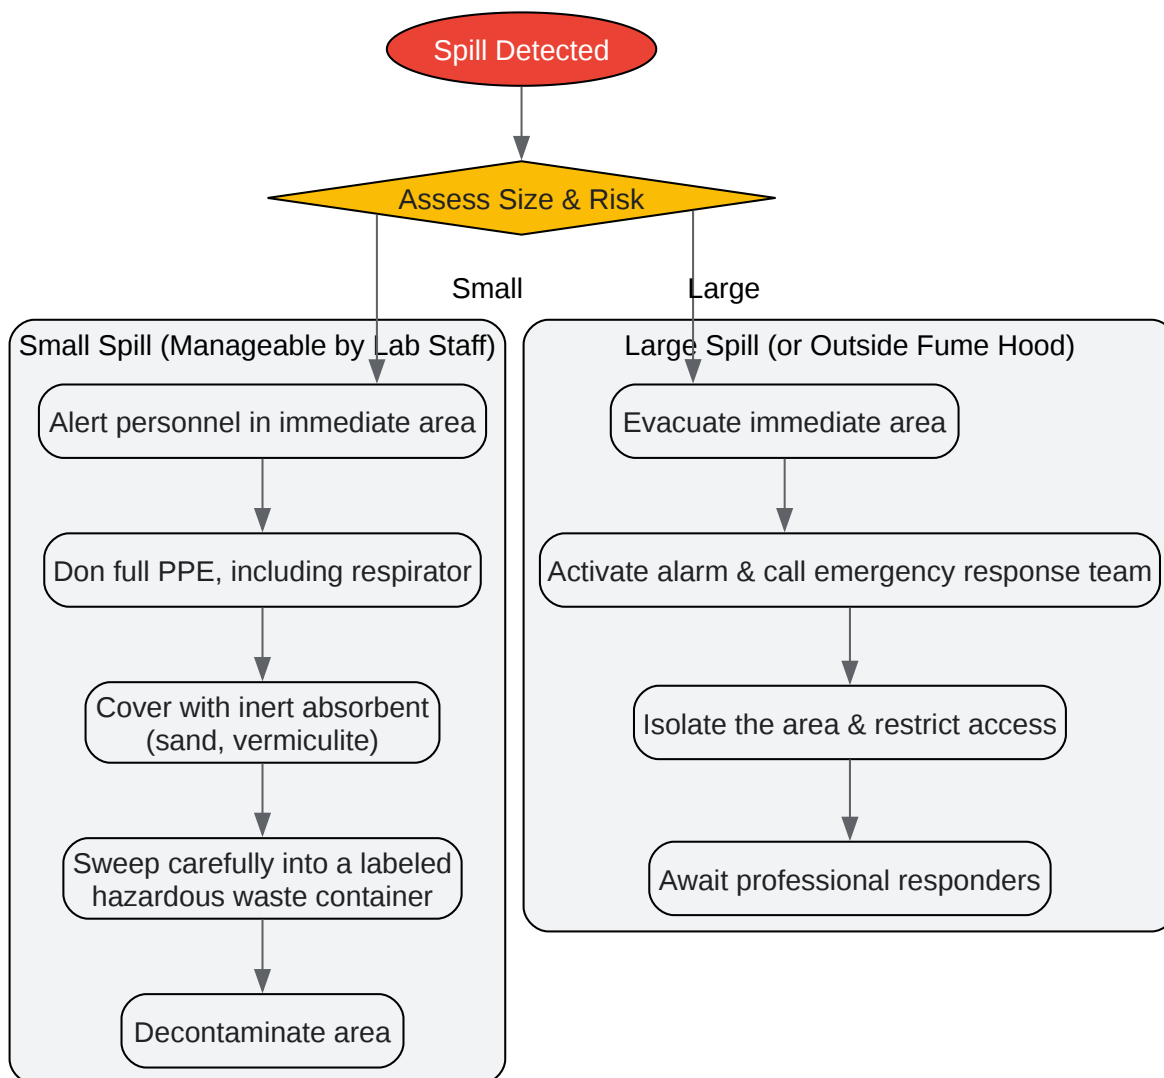 Spill Detected
Assess Size & Risk
Small
Large
Small Spill (Manageable by Lab Staff)
Alert personnel in immediate area
Don full PPE, including respirator
Cover with inert absorbent
(sand, vermiculite)
Sweep carefully into a labeled
hazardous waste container
Decontaminate area
Large Spill (or Outside Fume Hood)
Evacuate immediate area
Activate alarm & call emergency response team
Isolate the area & restrict access
Await professional responders